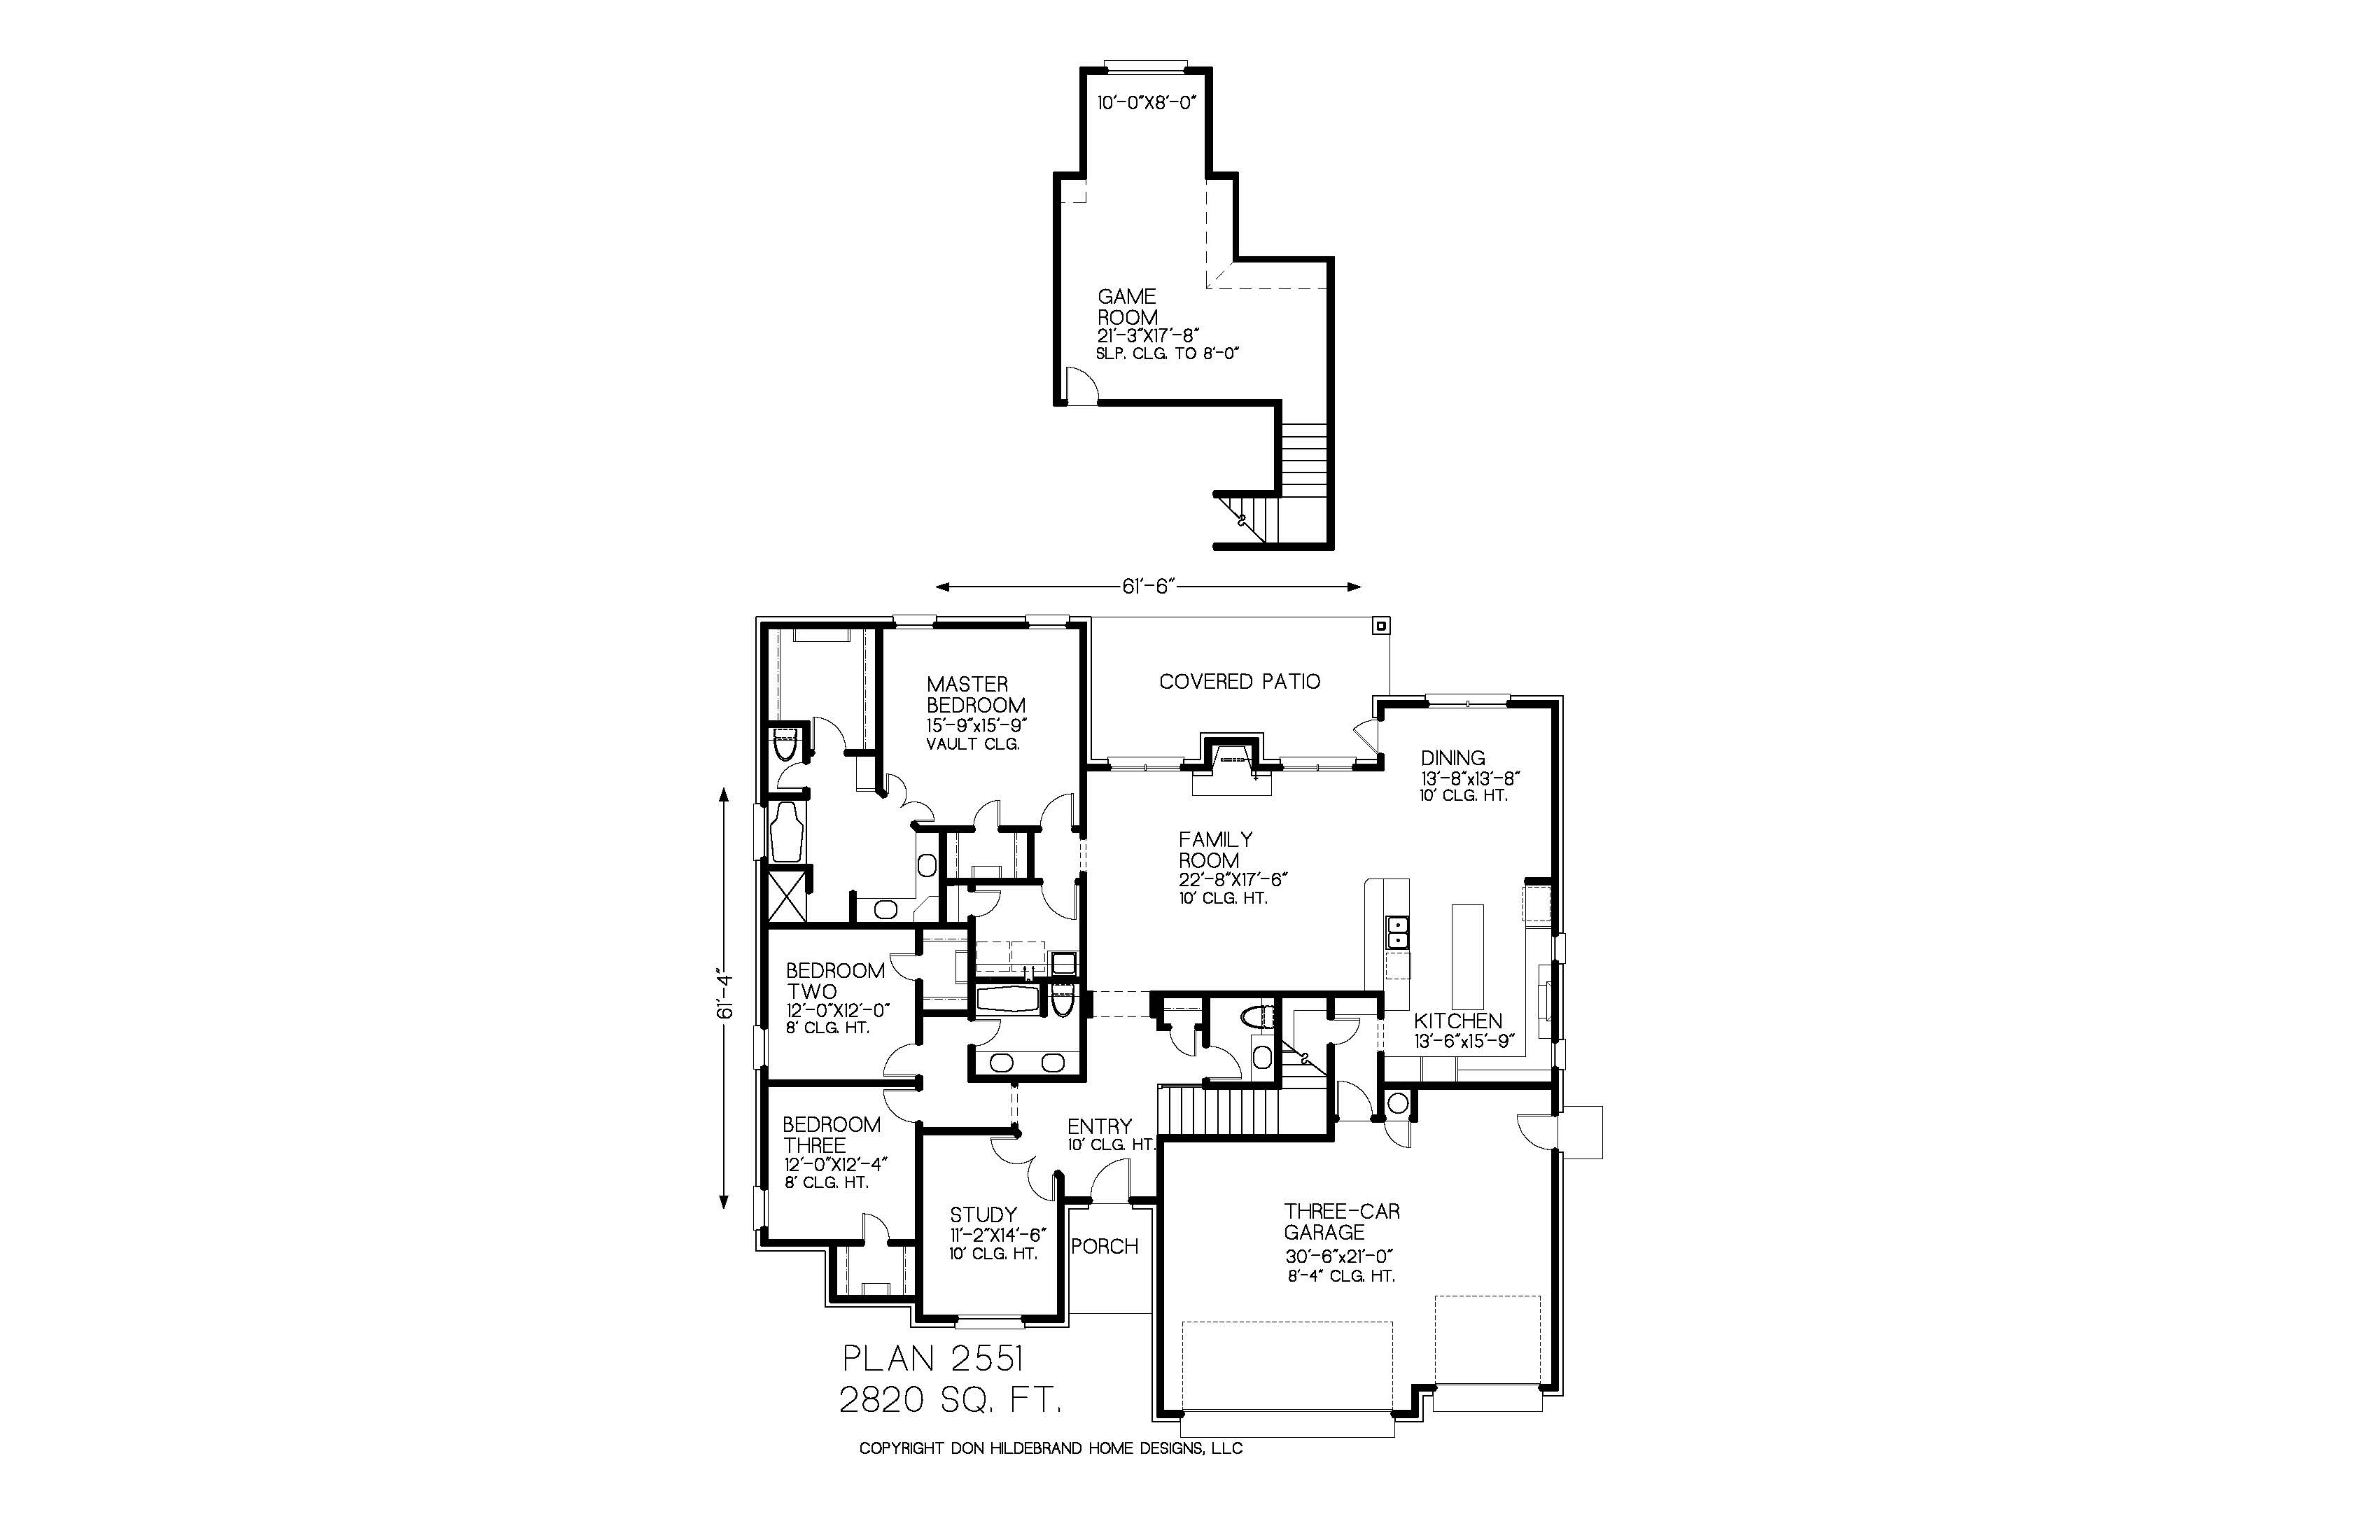 10'-0"X8'-0"
GAME
ROOM
21'-3"X17'-8"
SLP. CLG. TO 8'-0"
61'-6"
COVERED PATIO
MASTER
BEDROOM
15'-9"x15'-9"
VAULT CLG.
DINING
13'-8"x13'-8"
10' CLG. HT.
FAMILY
ROOM
22'-8"X17'-6"
10' CLG. HT.
61'-4"
BEDROOM
TWO
12'-0"X12'-0"
8' CLG. HT.
KITCHEN
13'-6"x15'-9"
BEDROOM
THREE
12'-0"X12'-4"
8' CLG. HT.
ENTRY
10' CLG. HT.
STUDY
11'-2"X14'-6"
10' CLG. HT.
PORCH
THREE-CAR
GARAGE
30'-6"x21'-0"
8'-4" CLG. HT.
PLAN 2551
2820 SQ. FT.
COPYRIGHT DON HILDEBRAND HOME DESIGNS, LLC